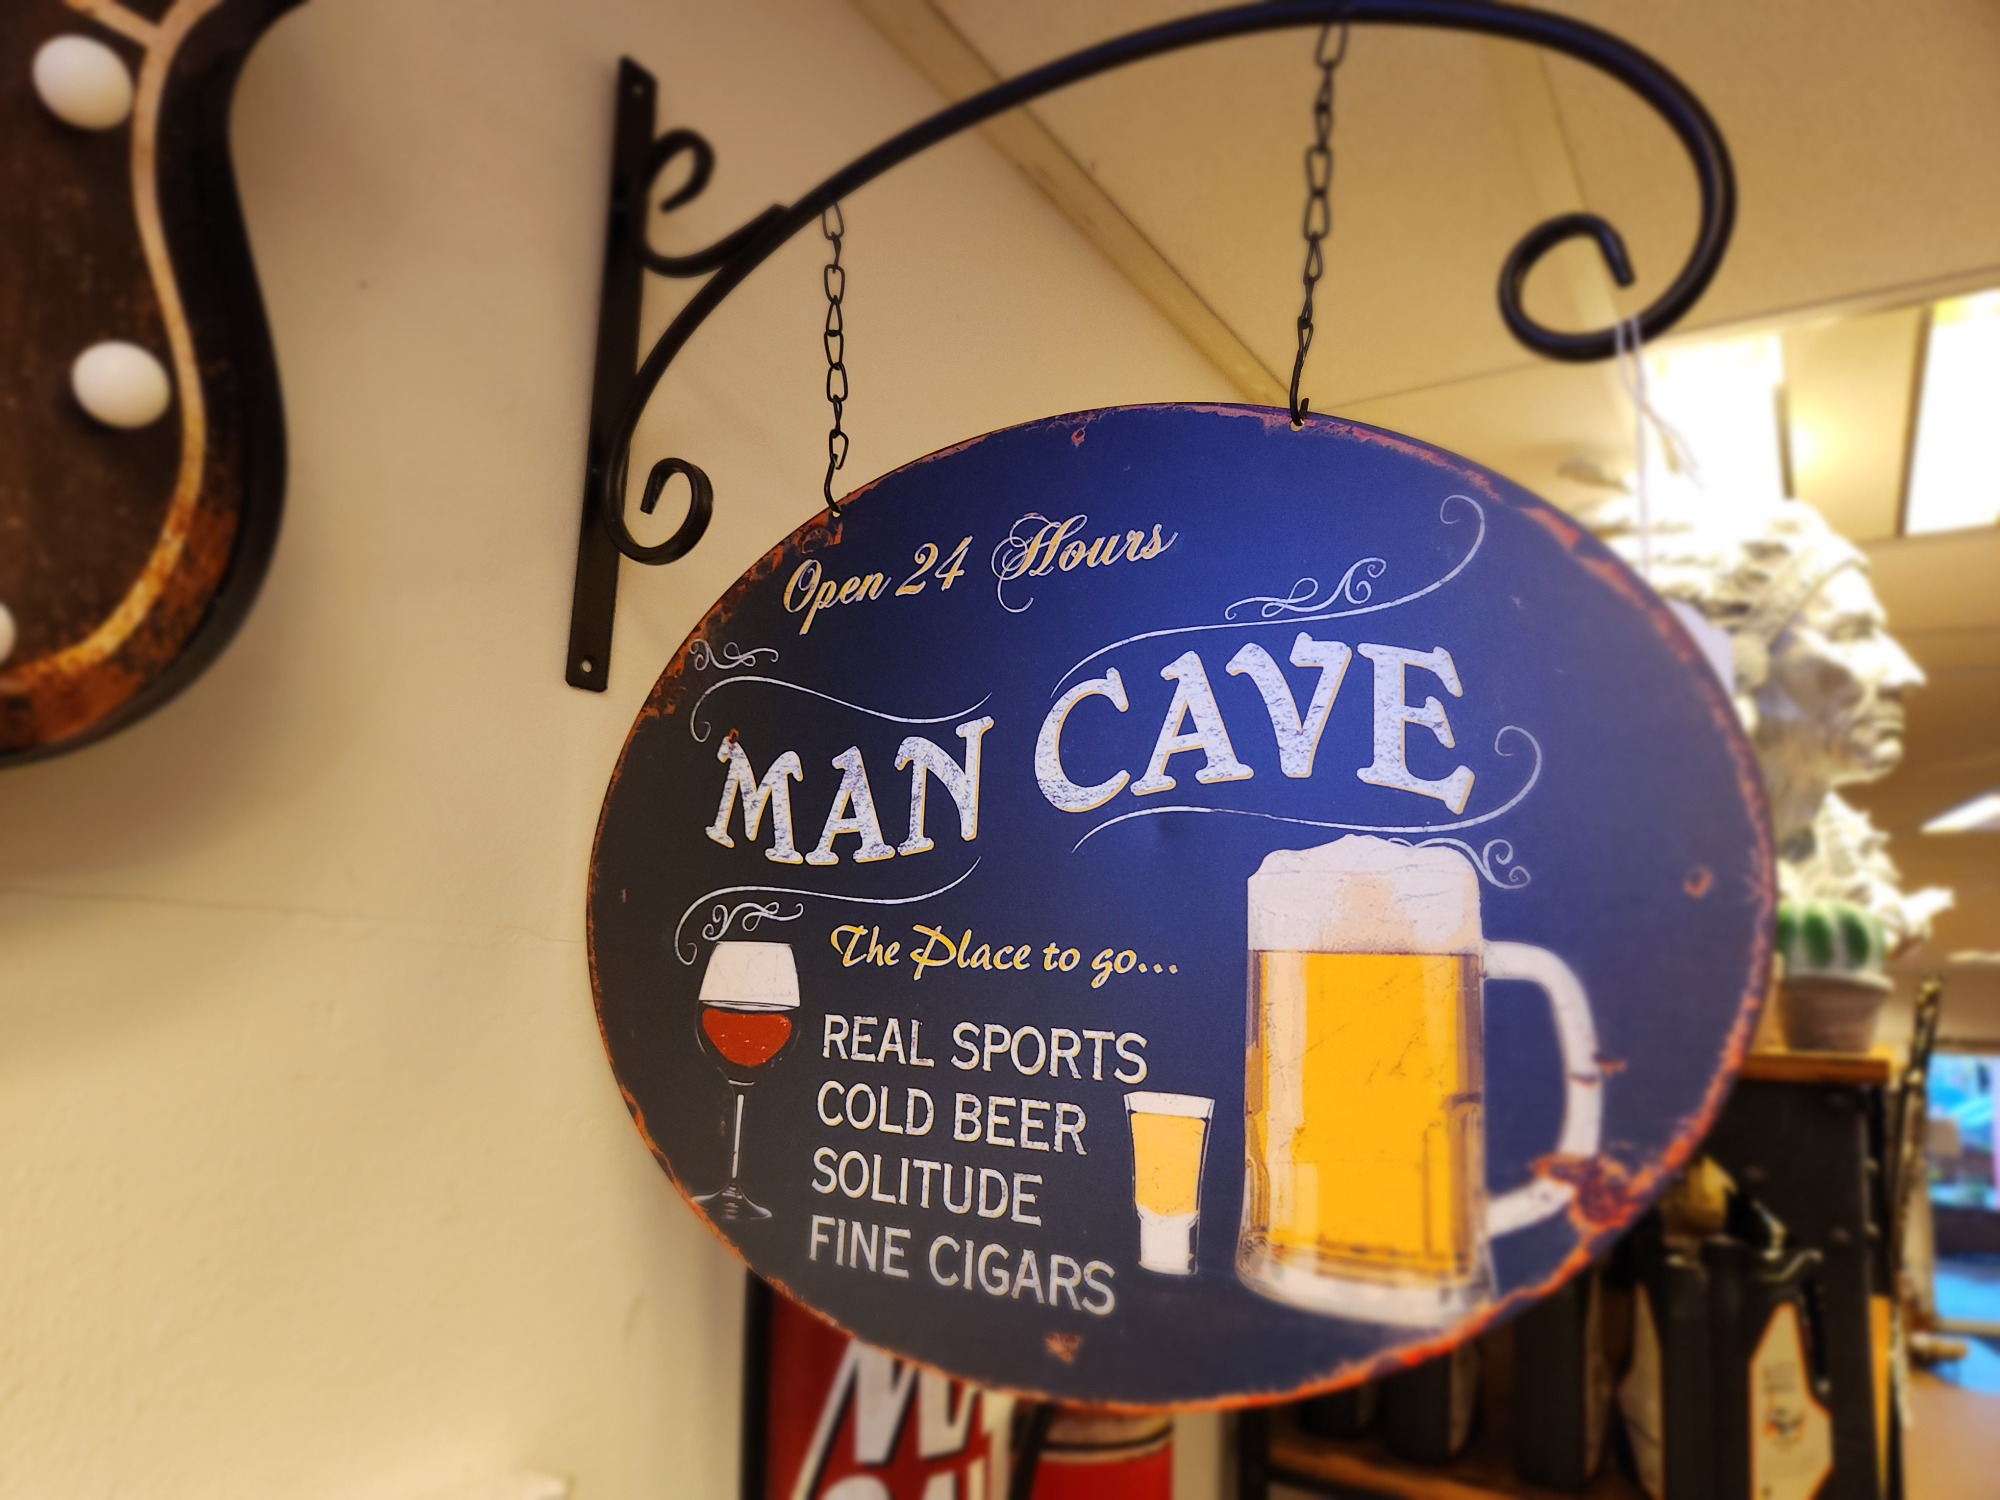 Open 24 Hours
MAN CAVE
The Place to go...
REAL SPORTS
COLD BEER
SOLITUDE
FINE CIGARS